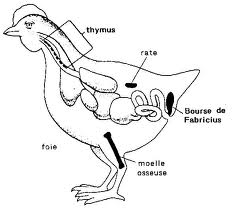 thymus
rate
Bourse de
Fabricius
foie
moelle
osseuse